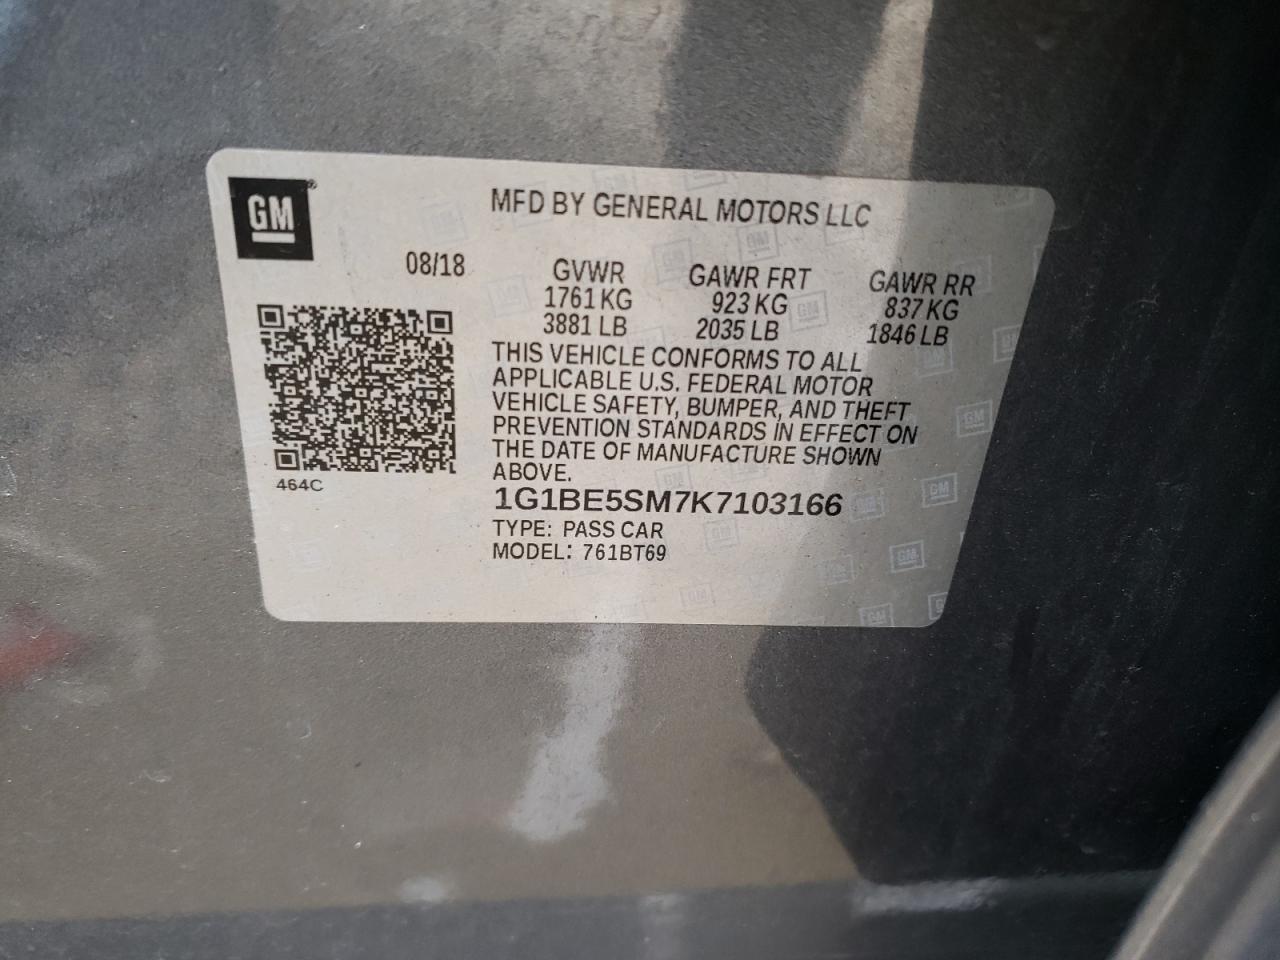 GM
MFD BY GENERAL MOTORS LLC
08/18
GVWR GAWR FRT GAWR RR
1761 KG 923 KG 837 KG
3881 LB 2035 LB 1846 LB
THIS VEHICLE CONFORMS TO ALL
APPLICABLE U.S. FEDERAL MOTOR
VEHICLE SAFETY, BUMPER, AND THEFT
PREVENTION STANDARDS IN EFFECT ON
THE DATE OF MANUFACTURE SHOWN
ABOVE.
464C
1G1BE5SM7K7103166
TYPE: PASS CAR
MODEL: 761BT69